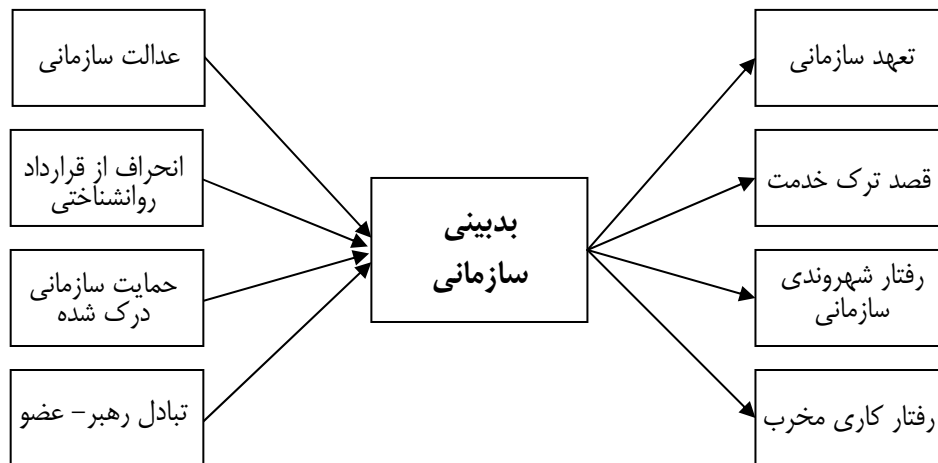 عدالت سازمانی
انحراف از قرارداد
روانشناختی
حمایت سازمانی
درک شده
تبادل رهبر– عضو
بدبینی
سازمانی
تعهد سازمانی
قصد ترک خدمت
رفتار شهروندی
سازمانی
رفتار کاری مخرب